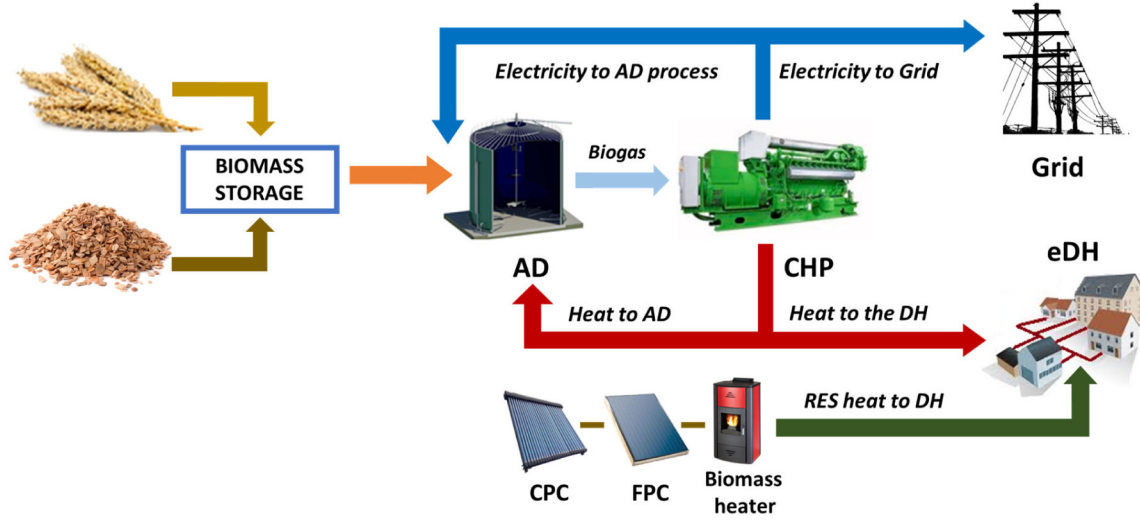 Electricity to AD process
Electricity to Grid
BIOMASS
STORAGE
Biogas
Grid
AD
CHP
eDH
Heat to AD
Heat to the DH
RES heat to DH
CPC
FPC
Biomass
heater